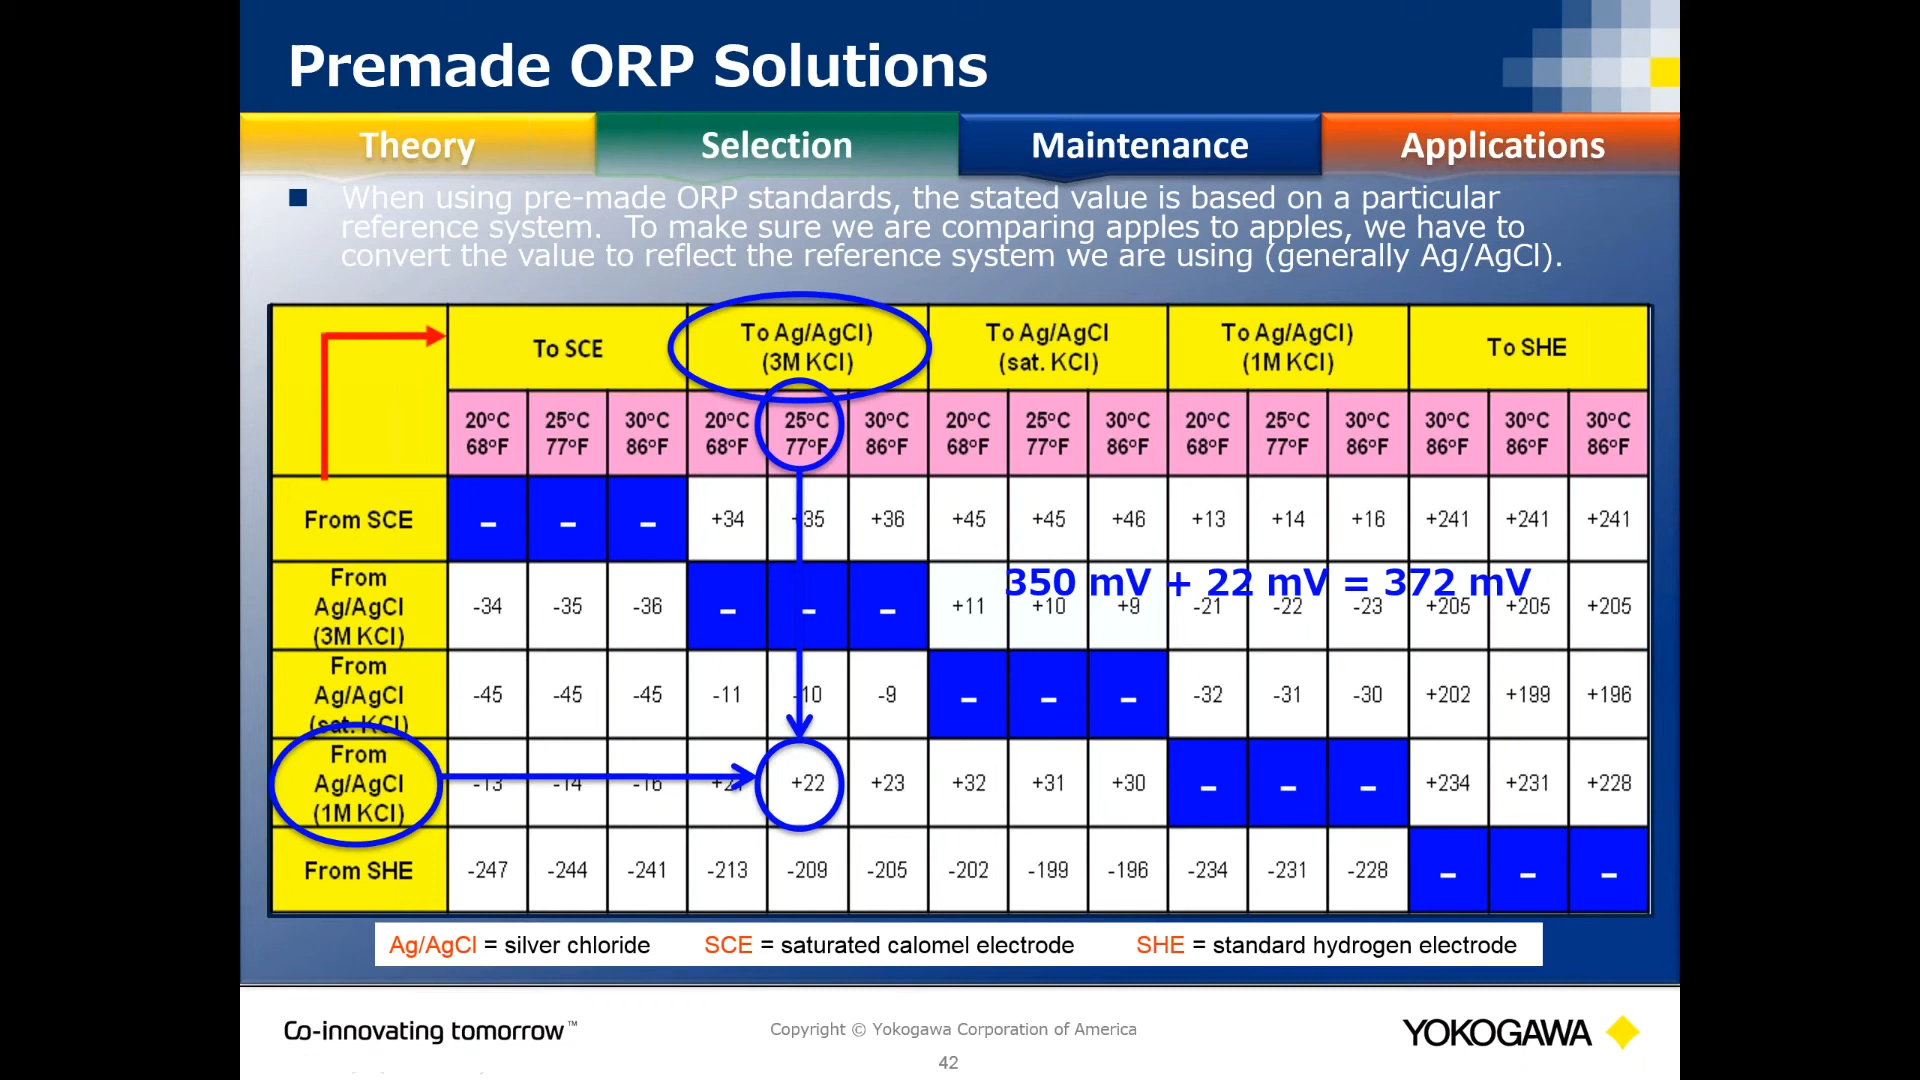 Premade ORP Solutions
Theory Selection Maintenance Applications
When using pre-made ORP standards, the stated value is based on a particular
reference system. To make sure we are comparing apples to apples, we have to
convert the value to reflect the reference system we are using (generally Ag/AgCl).
To SCE To Ag/AgCl) (3M KCl) To Ag/AgCl (sat. KCl) To Ag/AgCl) (1M KCl) To SHE
20°C 25°C 30°C 20°C 25°C 30°C 20°C 25°C 30°C 20°C 25°C 30°C 30°C 30°C 30°C
68°F 77°F 86°F 68°F 77°F 86°F 68°F 77°F 86°F 68°F 77°F 86°F 86°F 86°F 86°F
From SCE - - - +34 +35 +36 +45 +45 +46 +13 +14 +16 +241 +241 +241
350 mV + 22 mV = 372 mV
From Ag/AgCl (3M KCl) -34 -35 -36 - - - +11 +10 +9 -21 -22 -23 +205 +205 +205
From Ag/AgCl (sat. KCl) -45 -45 -45 -11 -10 -9 - - - -32 -31 -30 +202 +199 +196
From Ag/AgCl (1M KCl) -13 -14 -16 +21 +22 +23 +32 +31 +30 - - - +234 +231 +228
From SHE -247 -244 -241 -213 -209 -205 -202 -199 -196 -234 -231 -228 - - -
Ag/AgCl = silver chloride SCE = saturated calomel electrode SHE = standard hydrogen electrode
Co-innovating tomorrow™ Copyright © Yokogawa Corporation of America YOKOGAWA
42